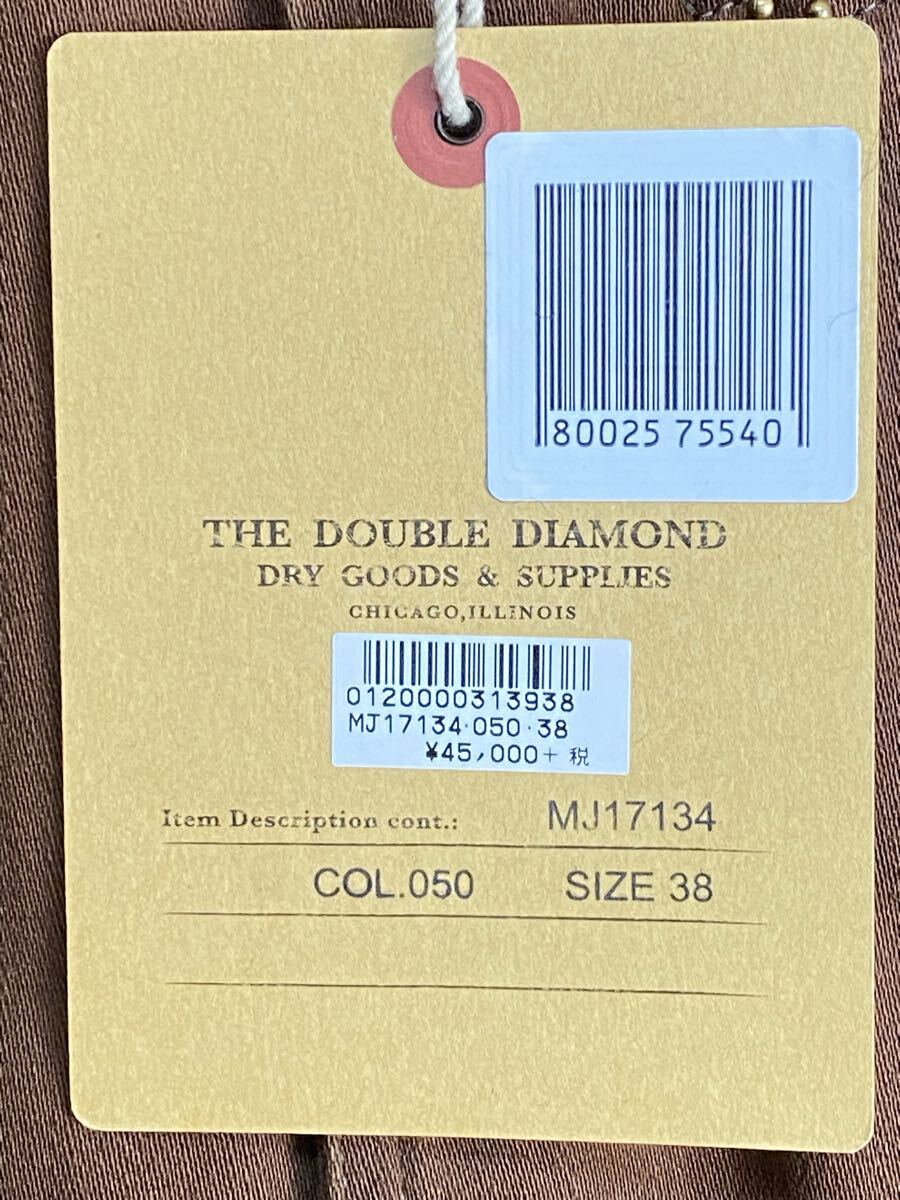 80025 75540
THE DOUBLE DIAMOND
DRY GOODS & SUPPLIES
CHICAGO, ILLINOIS
0120000313938
MJ17134·050·38
¥45,000+税
Item Description cont.: MJ17134
COL.050 SIZE 38